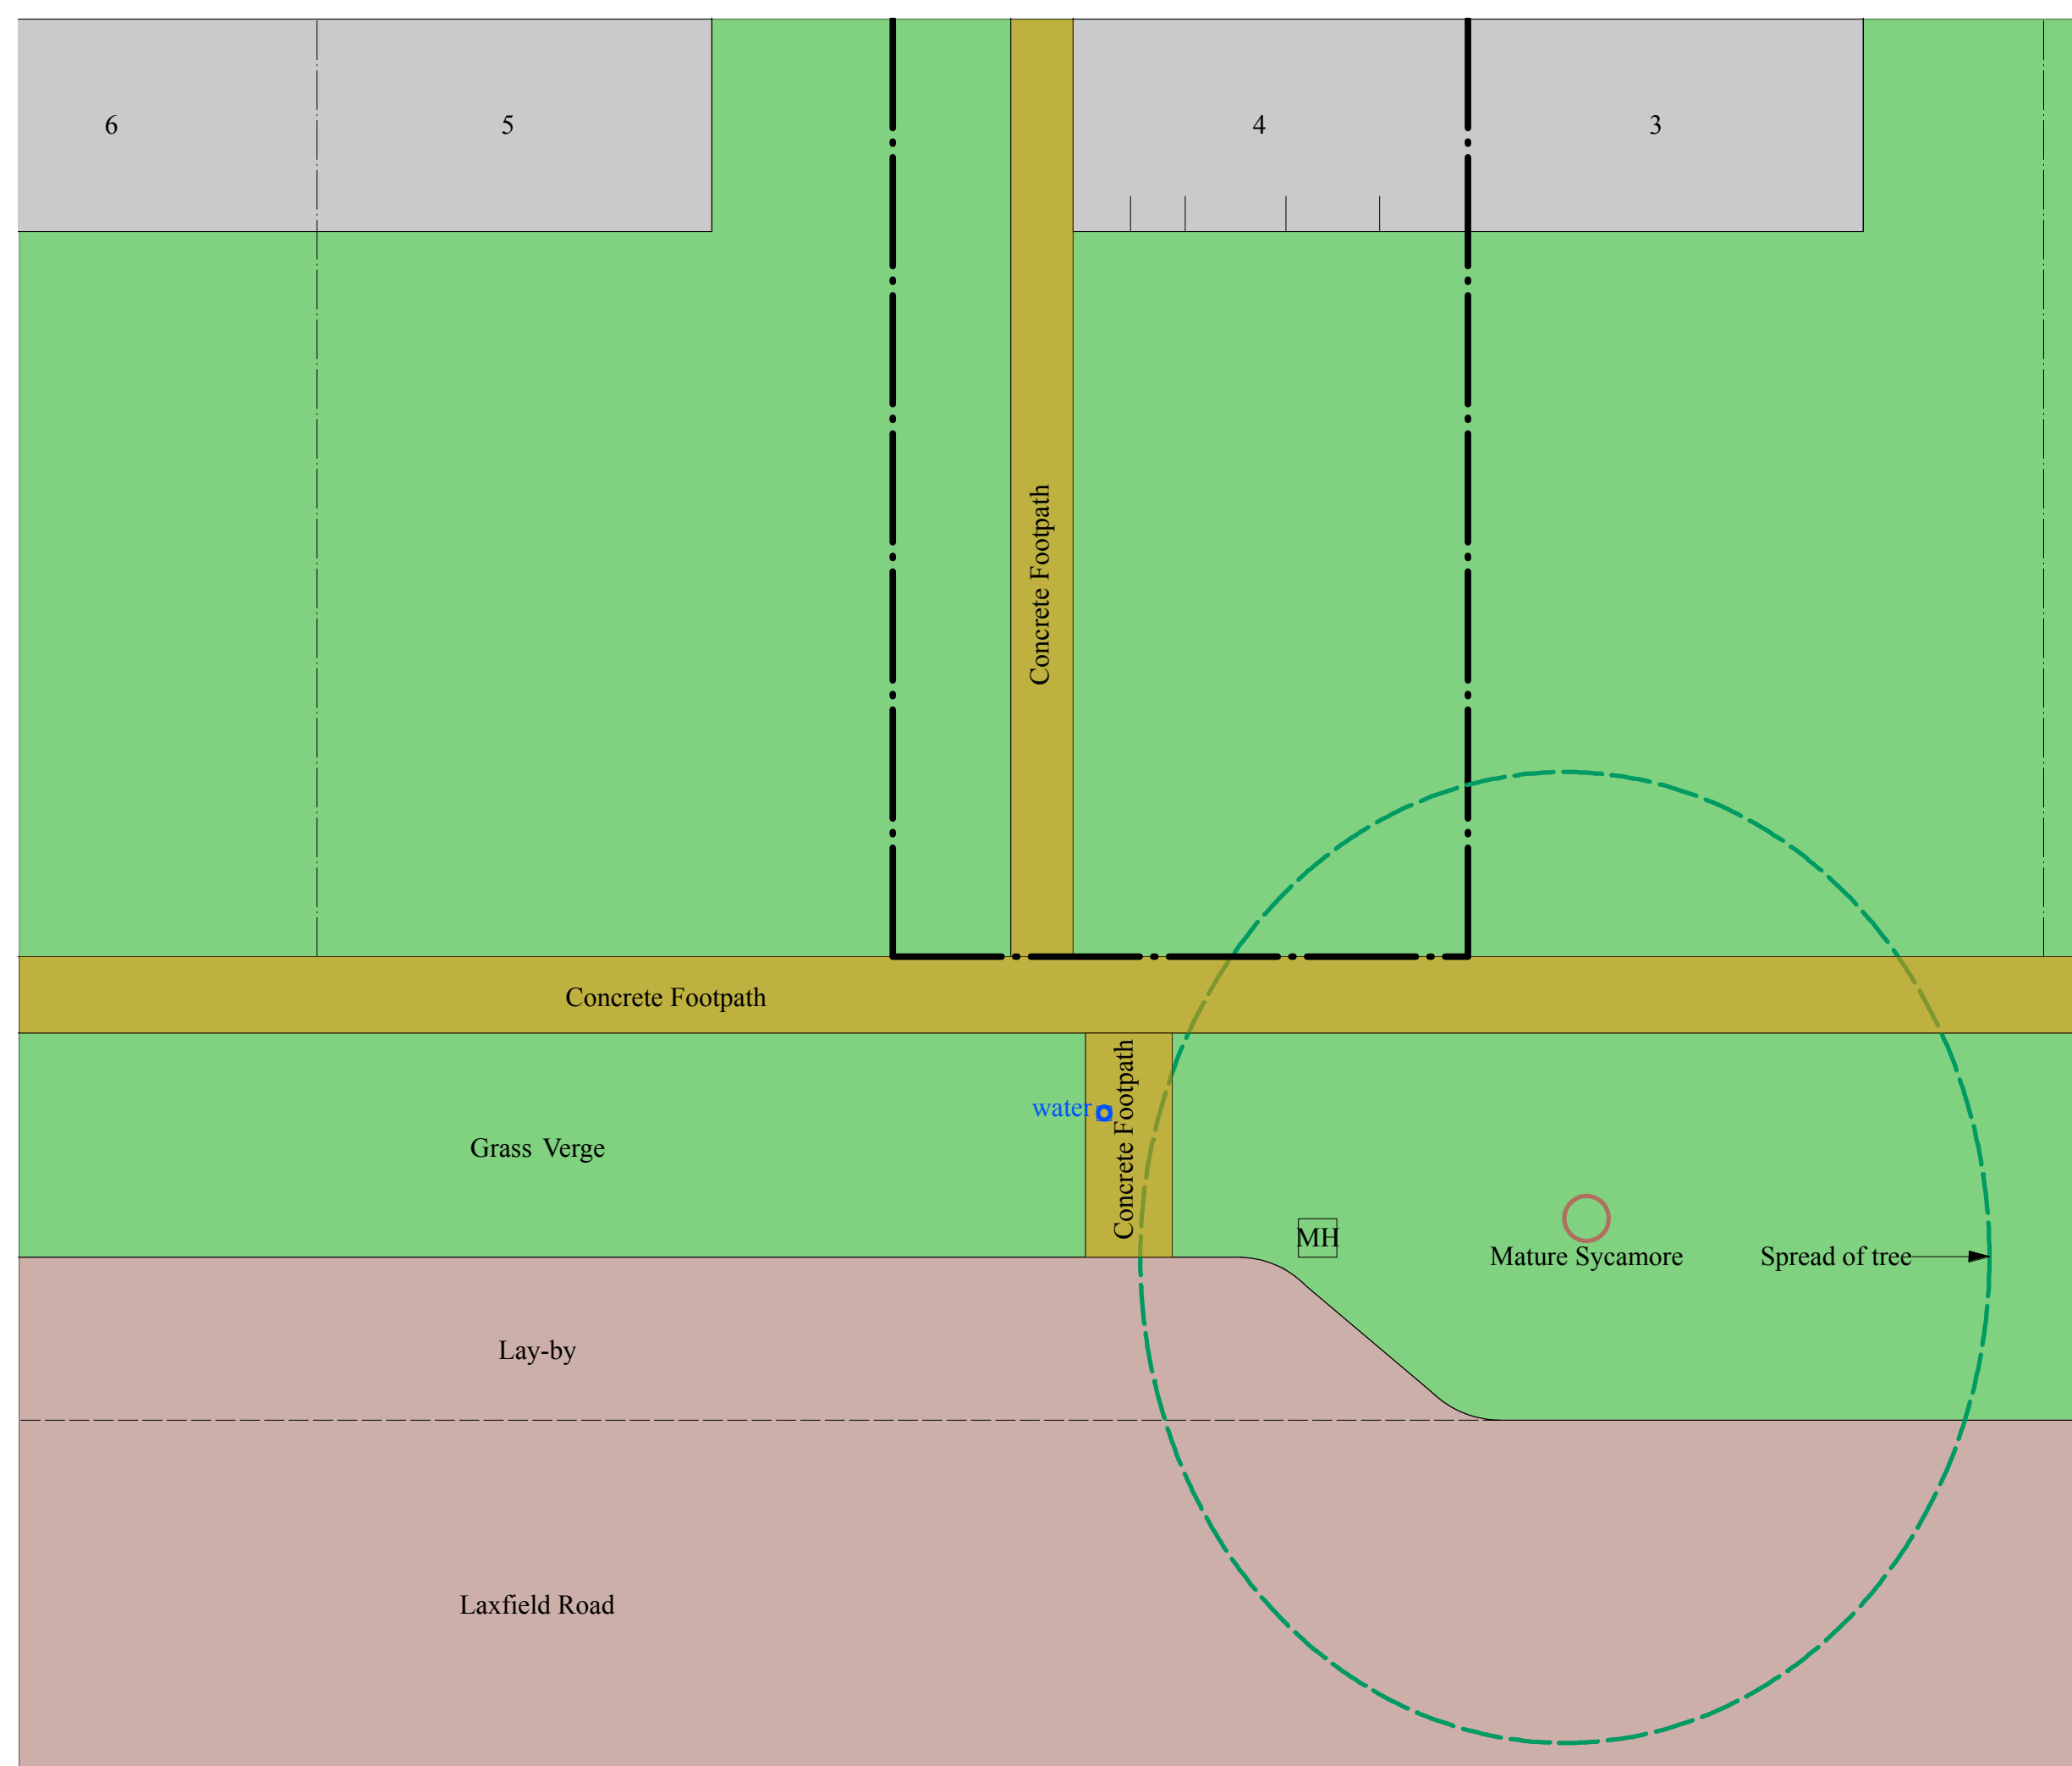 6
5
4
3
Concrete Footpath
Concrete Footpath
Concrete Footpath
water
Grass Verge
MH
Mature Sycamore
Spread of tree
Lay-by
Laxfield Road